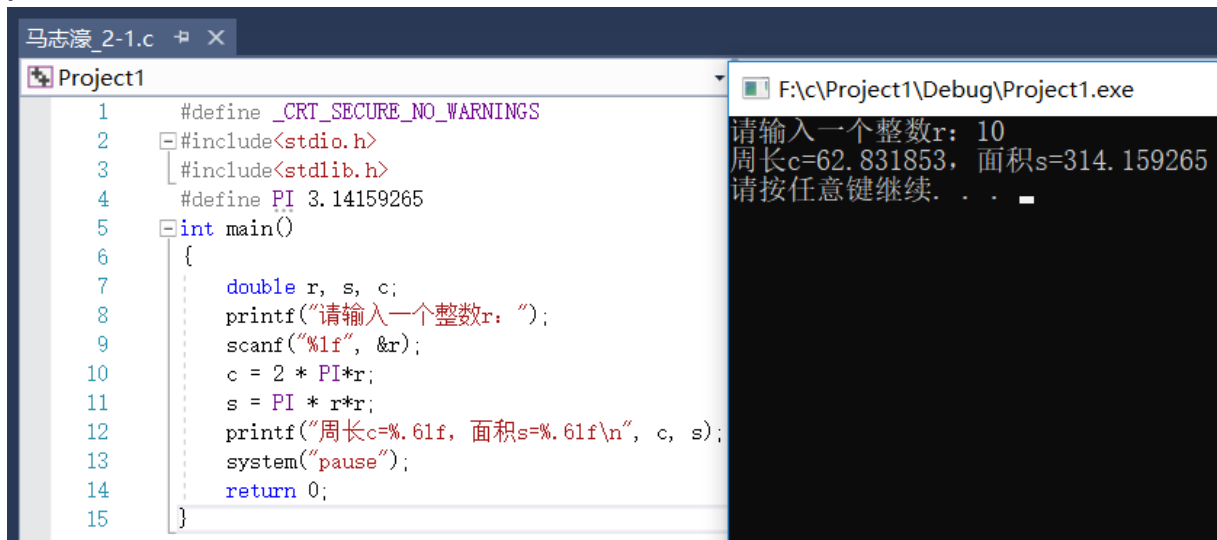 马志濠_2-1.c
Project1
1 #define _CRT_SECURE_NO_WARNINGS
2 #include<stdio.h>
3 #include<stdlib.h>
4 #define PI 3.14159265
5 int main()
6 {
7 double r, s, c;
8 printf("请输入一个整数r：");
9 scanf("%lf", &r);
10 c = 2 * PI*r;
11 s = PI * r*r;
12 printf("周长c=%.6lf，面积s=%.6lf\n", c, s);
13 system("pause");
14 return 0;
15 }
F:\c\Project1\Debug\Project1.exe
请输入一个整数r：10
周长c=62.831853，面积s=314.159265
请按任意键继续. . .